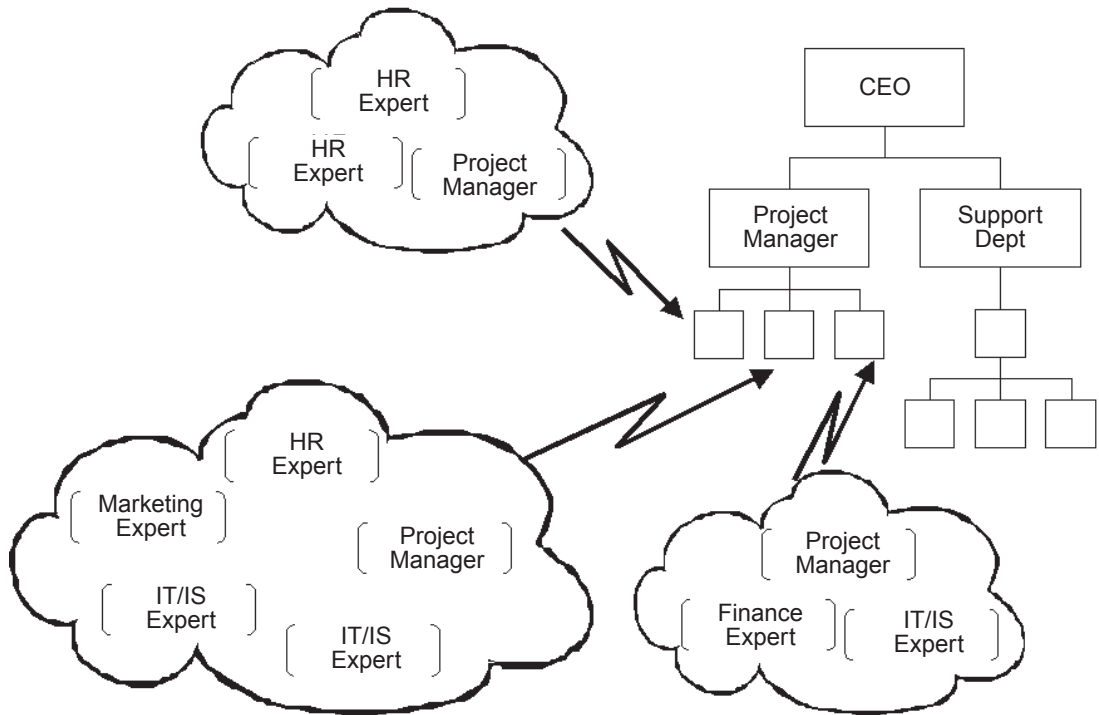 HR
Expert
HR
Expert
Project
Manager
CEO
Project
Manager
Support
Dept
HR
Expert
Marketing
Expert
Project
Manager
IT/IS
Expert
IT/IS
Expert
Project
Manager
Finance
Expert
IT/IS
Expert